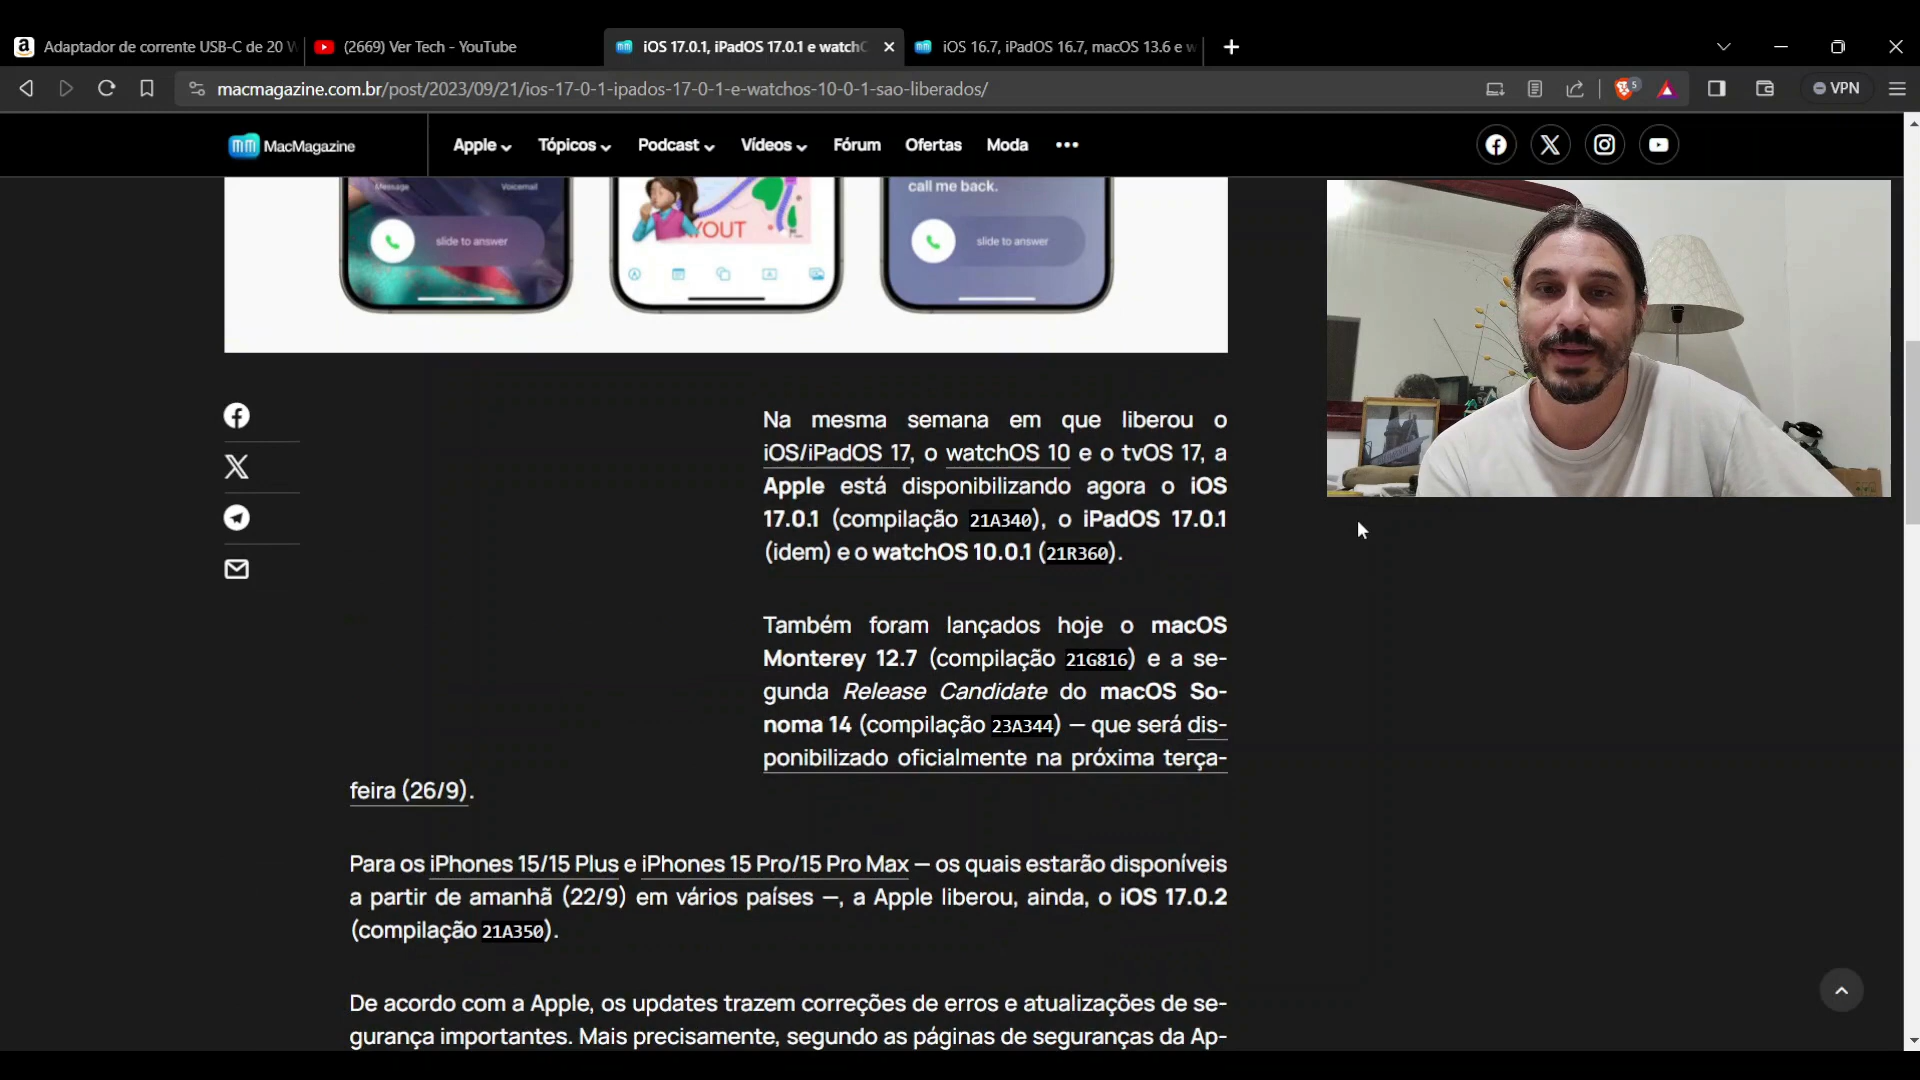 Adaptador de corrente USB-C de 20 W
(2669) Ver Tech - YouTube
iOS 17.0.1, iPadOS 17.0.1 e watchO
iOS 16.7, iPadOS 16.7, macOS 13.6 e w
macmagazine.com.br/post/2023/09/21/ios-17-0-1-ipados-17-0-1-e-watchos-10-0-1-sao-liberados/
5
VPN
MacMagazine
Apple
Tópicos
Podcast
Vídeos
Fórum
Ofertas
Moda
Message
Voicemail
slide to answer
YOUT
call me back.
slide to answer
Na mesma semana em que liberou o
iOS/iPadOS 17, o watchOS 10 e o tvOS 17, a
Apple está disponibilizando agora o iOS
17.0.1 (compilação 21A340), o iPadOS 17.0.1
(idem) e o watchOS 10.0.1 (21R360).
Também foram lançados hoje o macOS
Monterey 12.7 (compilação 21G816) e a se-
gunda Release Candidate do macOS So-
noma 14 (compilação 23A344) — que será dis-
ponibilizado oficialmente na próxima terça-
feira (26/9).
Para os iPhones 15/15 Plus e iPhones 15 Pro/15 Pro Max — os quais estarão disponíveis
a partir de amanhã (22/9) em vários países —, a Apple liberou, ainda, o iOS 17.0.2
(compilação 21A350).
De acordo com a Apple, os updates trazem correções de erros e atualizações de se-
gurança importantes. Mais precisamente, segundo as páginas de seguranças da Ap-